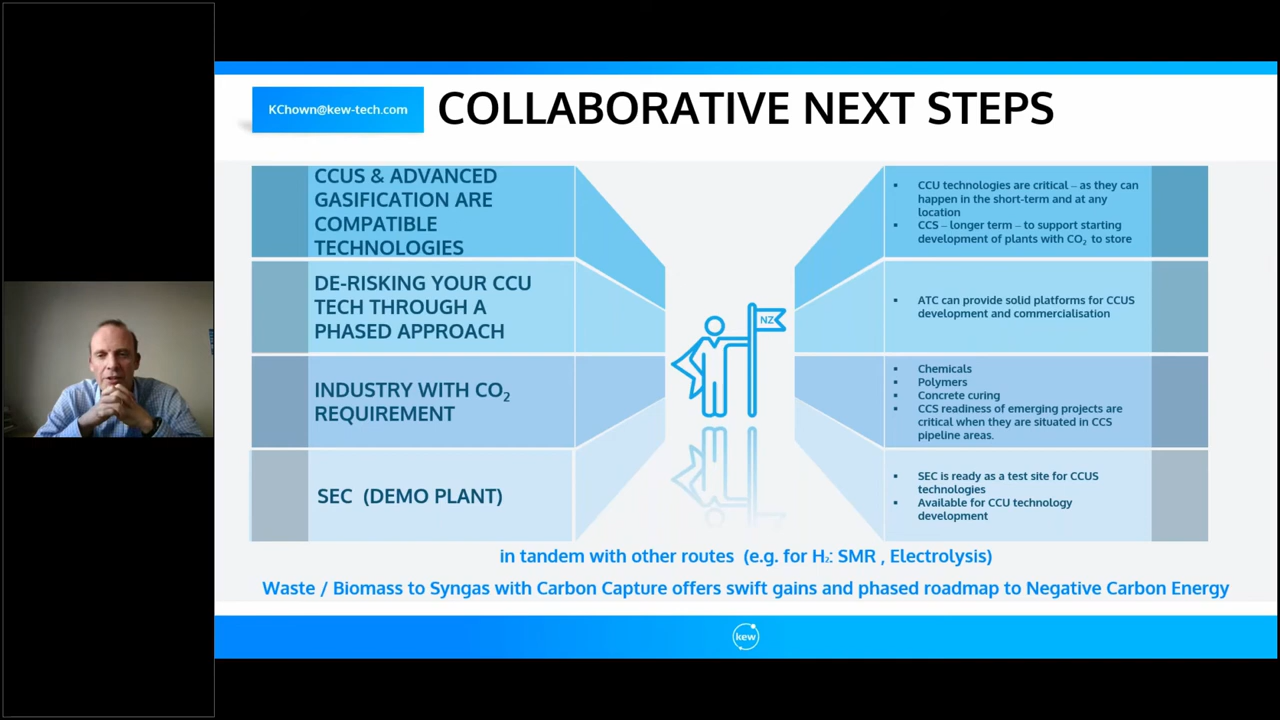 KChown@kew-tech.com
COLLABORATIVE NEXT STEPS
CCUS & ADVANCED
GASIFICATION ARE
COMPATIBLE
TECHNOLOGIES
▪ CCU technologies are critical – as they can
happen in the short-term and at any
location
▪ CCS – longer term – to support starting
development of plants with CO₂ to store
DE-RISKING YOUR CCU
TECH THROUGH A
PHASED APPROACH
▪ ATC can provide solid platforms for CCUS
development and commercialisation
INDUSTRY WITH CO₂
REQUIREMENT
▪ Chemicals
▪ Polymers
▪ Concrete curing
▪ CCS readiness of emerging projects are
critical when they are situated in CCS
pipeline areas.
SEC (DEMO PLANT)
▪ SEC is ready as a test site for CCUS
technologies
▪ Available for CCU technology
development
NZ
in tandem with other routes (e.g. for H₂: SMR , Electrolysis)
Waste / Biomass to Syngas with Carbon Capture offers swift gains and phased roadmap to Negative Carbon Energy
kew